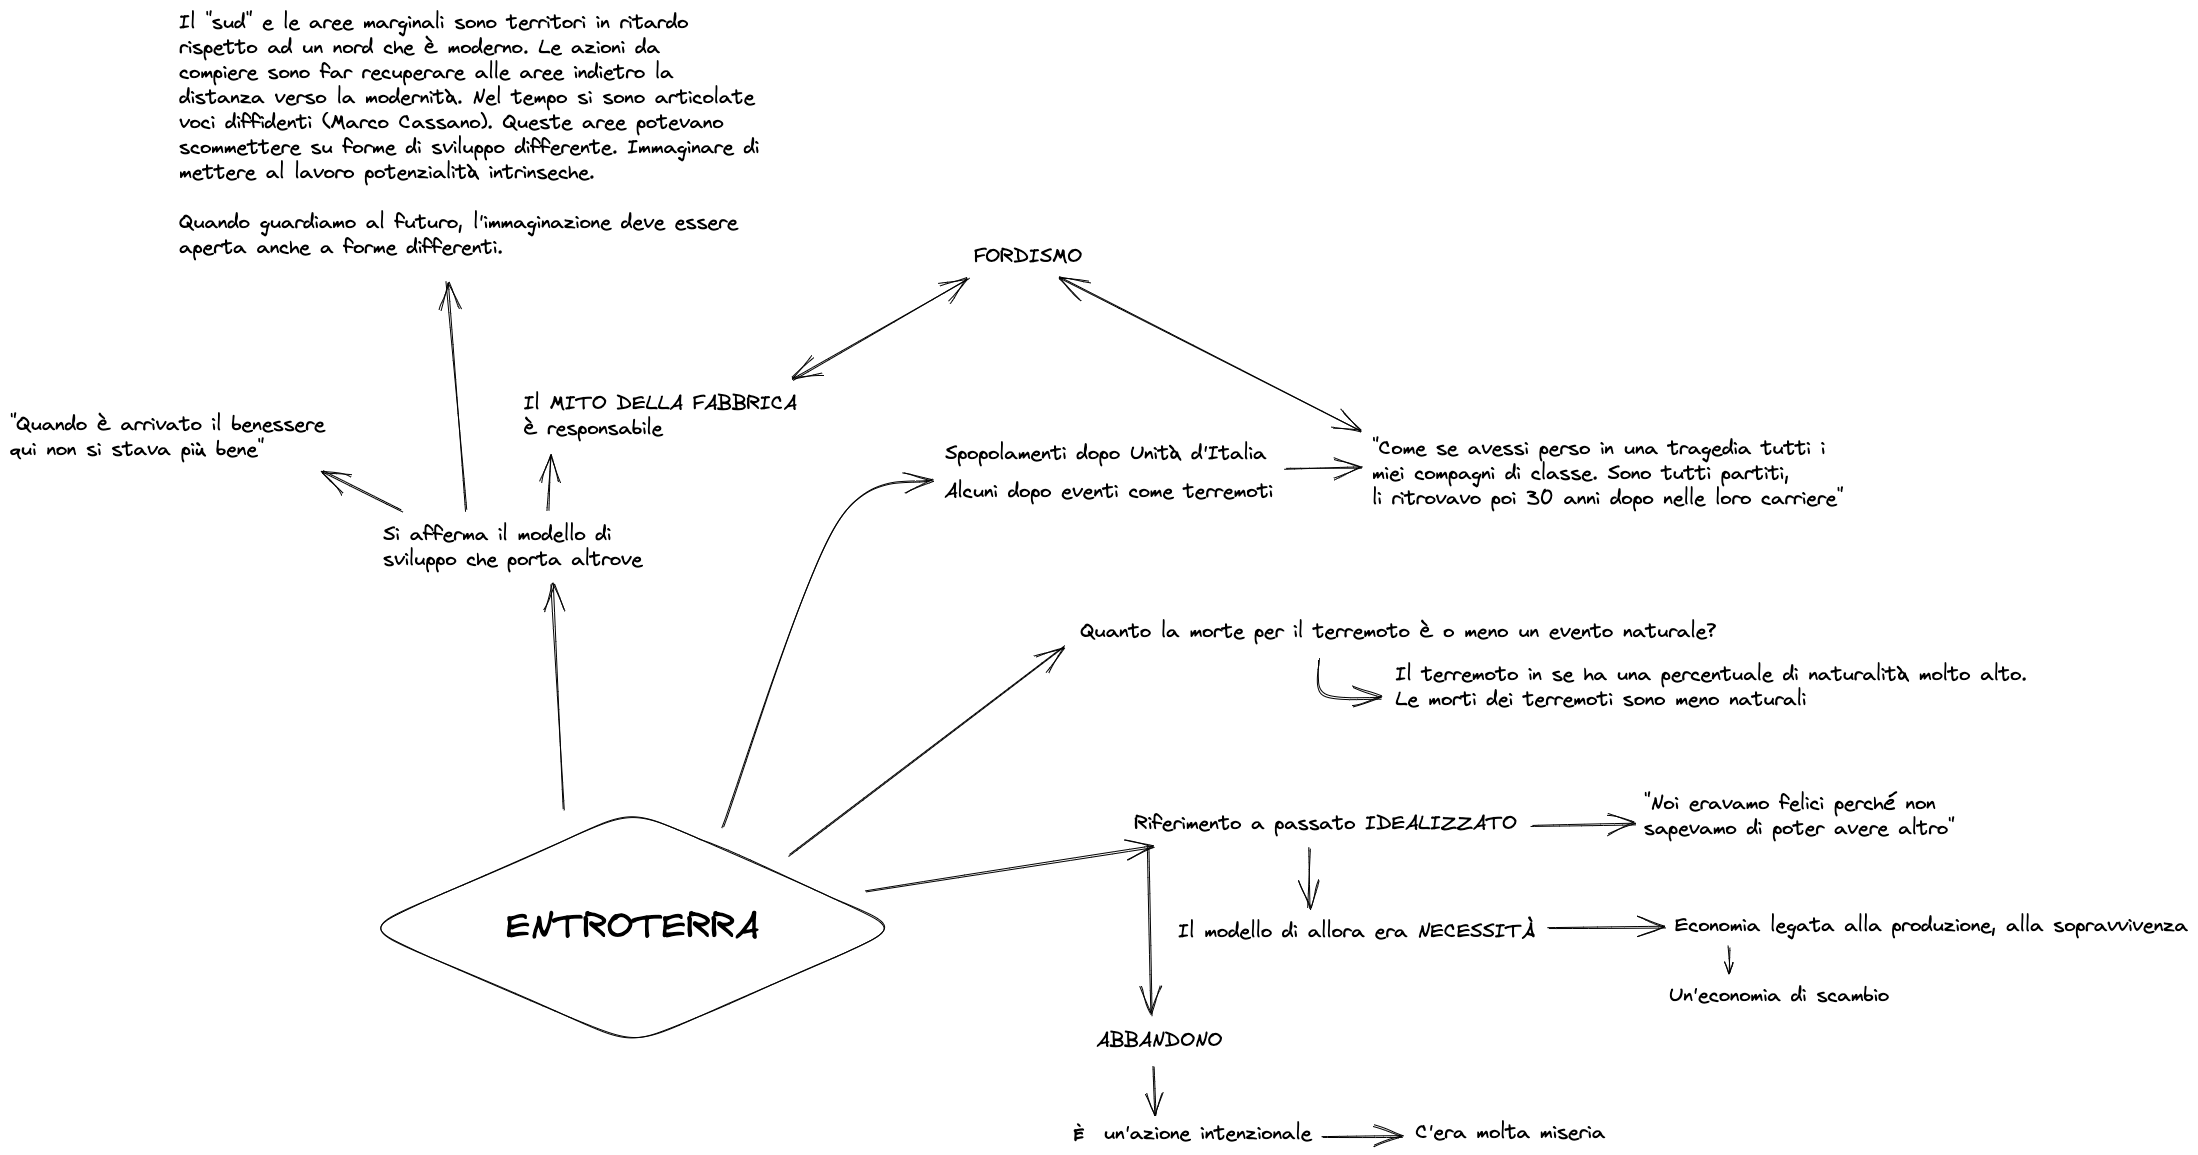 Il "sud" e le aree marginali sono territori in ritardo
rispetto ad un nord che è moderno. Le azioni da
compiere sono far recuperare alle aree indietro la
distanza verso la modernità. Nel tempo si sono articolate
voci diffidenti (Marco Cassano). Queste aree potevano
scommettere su forme di sviluppo differente. Immaginare di
mettere al lavoro potenzialità intrinseche.
Quando guardiamo al futuro, l'immaginazione deve essere
aperta anche a forme differenti.
FORDISMO
"Quando è arrivato il benessere
qui non si stava più bene"
Il MITO DELLA FABBRICA
è responsabile
Si afferma il modello di
sviluppo che porta altrove
Spopolamenti dopo Unità d'Italia
Alcuni dopo eventi come terremoti
"Come se avessi perso in una tragedia tutti i
miei compagni di classe. Sono tutti partiti,
li ritrovavo poi 30 anni dopo nelle loro carriere"
Quanto la morte per il terremoto è o meno un evento naturale?
Il terremoto in se ha una percentuale di naturalità molto alto.
Le morti dei terremoti sono meno naturali
Riferimento a passato IDEALIZZATO
"Noi eravamo felici perché non
sapevamo di poter avere altro"
ENTROTERRA
Il modello di allora era NECESSITÀ
Economia legata alla produzione, alla sopravvivenza
Un'economia di scambio
ABBANDONO
È un'azione intenzionale
C'era molta miseria